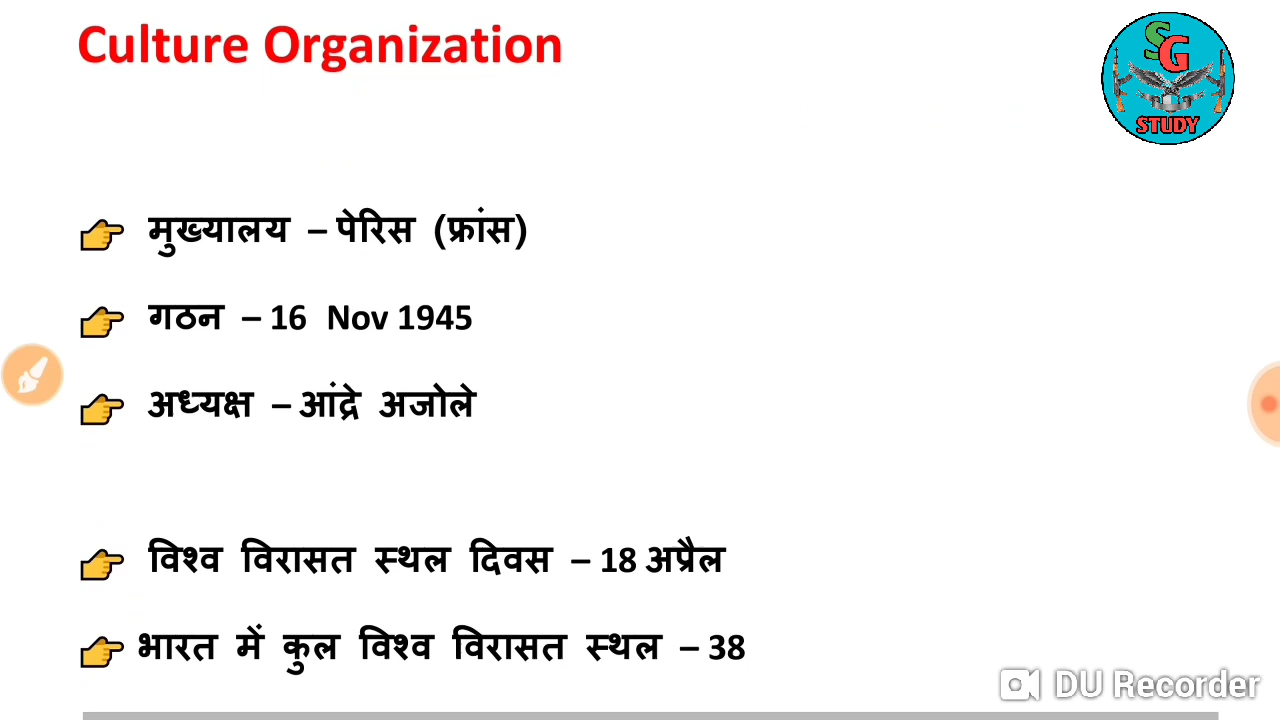 Culture Organization
SG
STUDY
मुख्यालय – पेरिस (फ्रांस)
गठन – 16 Nov 1945
अध्यक्ष – आंद्रे अजोले
विश्व विरासत स्थल दिवस – 18 अप्रैल
भारत में कुल विश्व विरासत स्थल – 38
DU Recorder